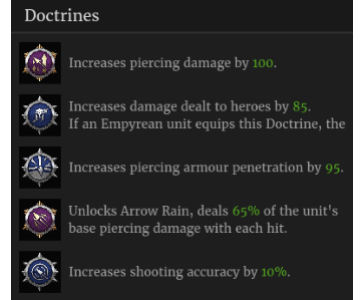 Doctrines
Increases piercing damage by 100.
Increases damage dealt to heroes by 85.
If an Empyrean unit equips this Doctrine, the
Increases piercing armour penetration by 95.
Unlocks Arrow Rain, deals 65% of the unit's
base piercing damage with each hit.
Increases shooting accuracy by 10%.